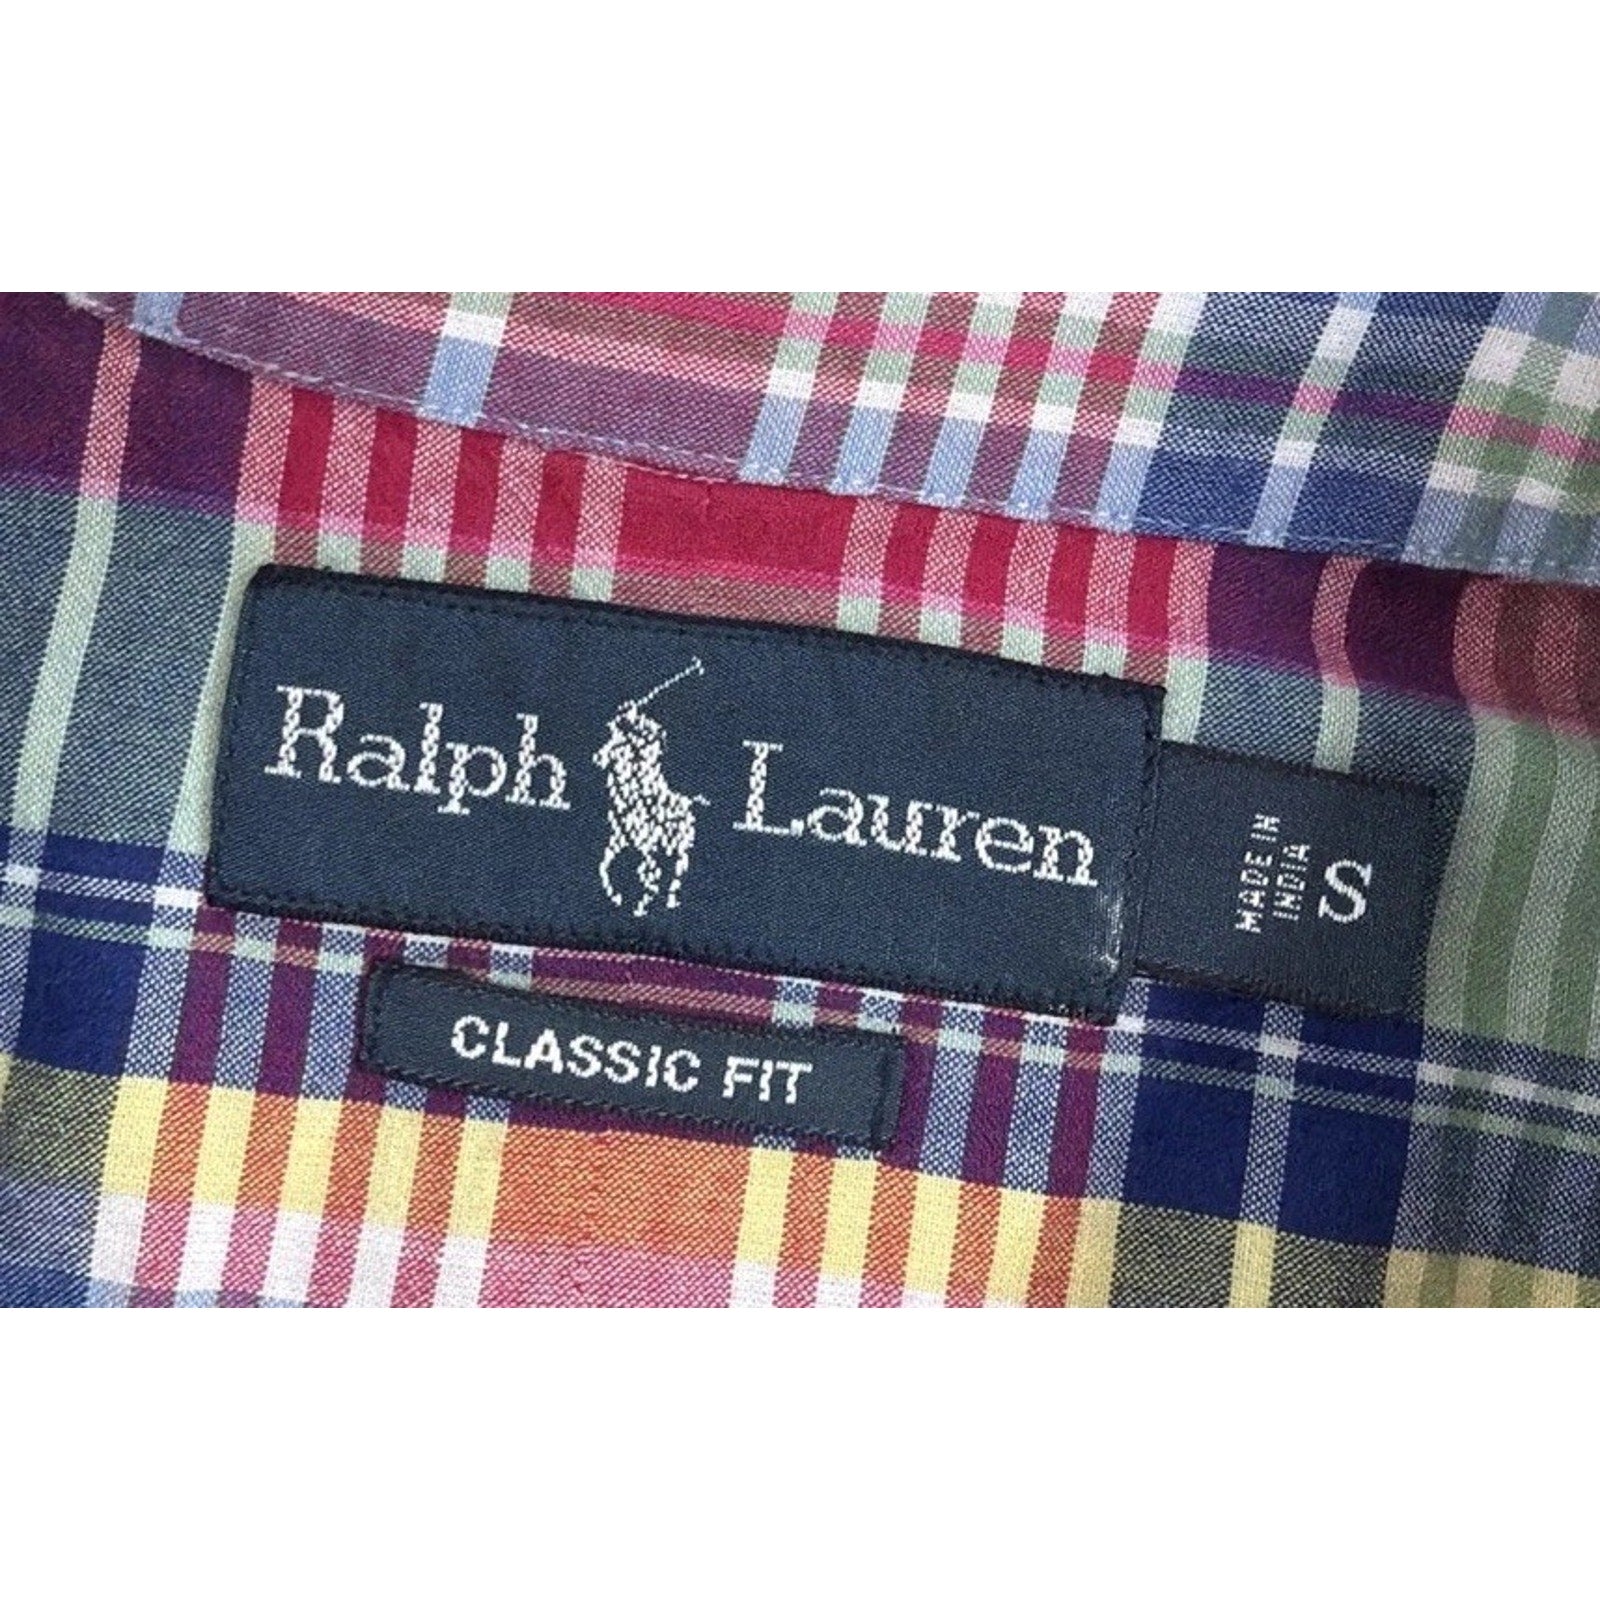 Ralph Lauren
MADE IN
INDIA
S
CLASSIC FIT